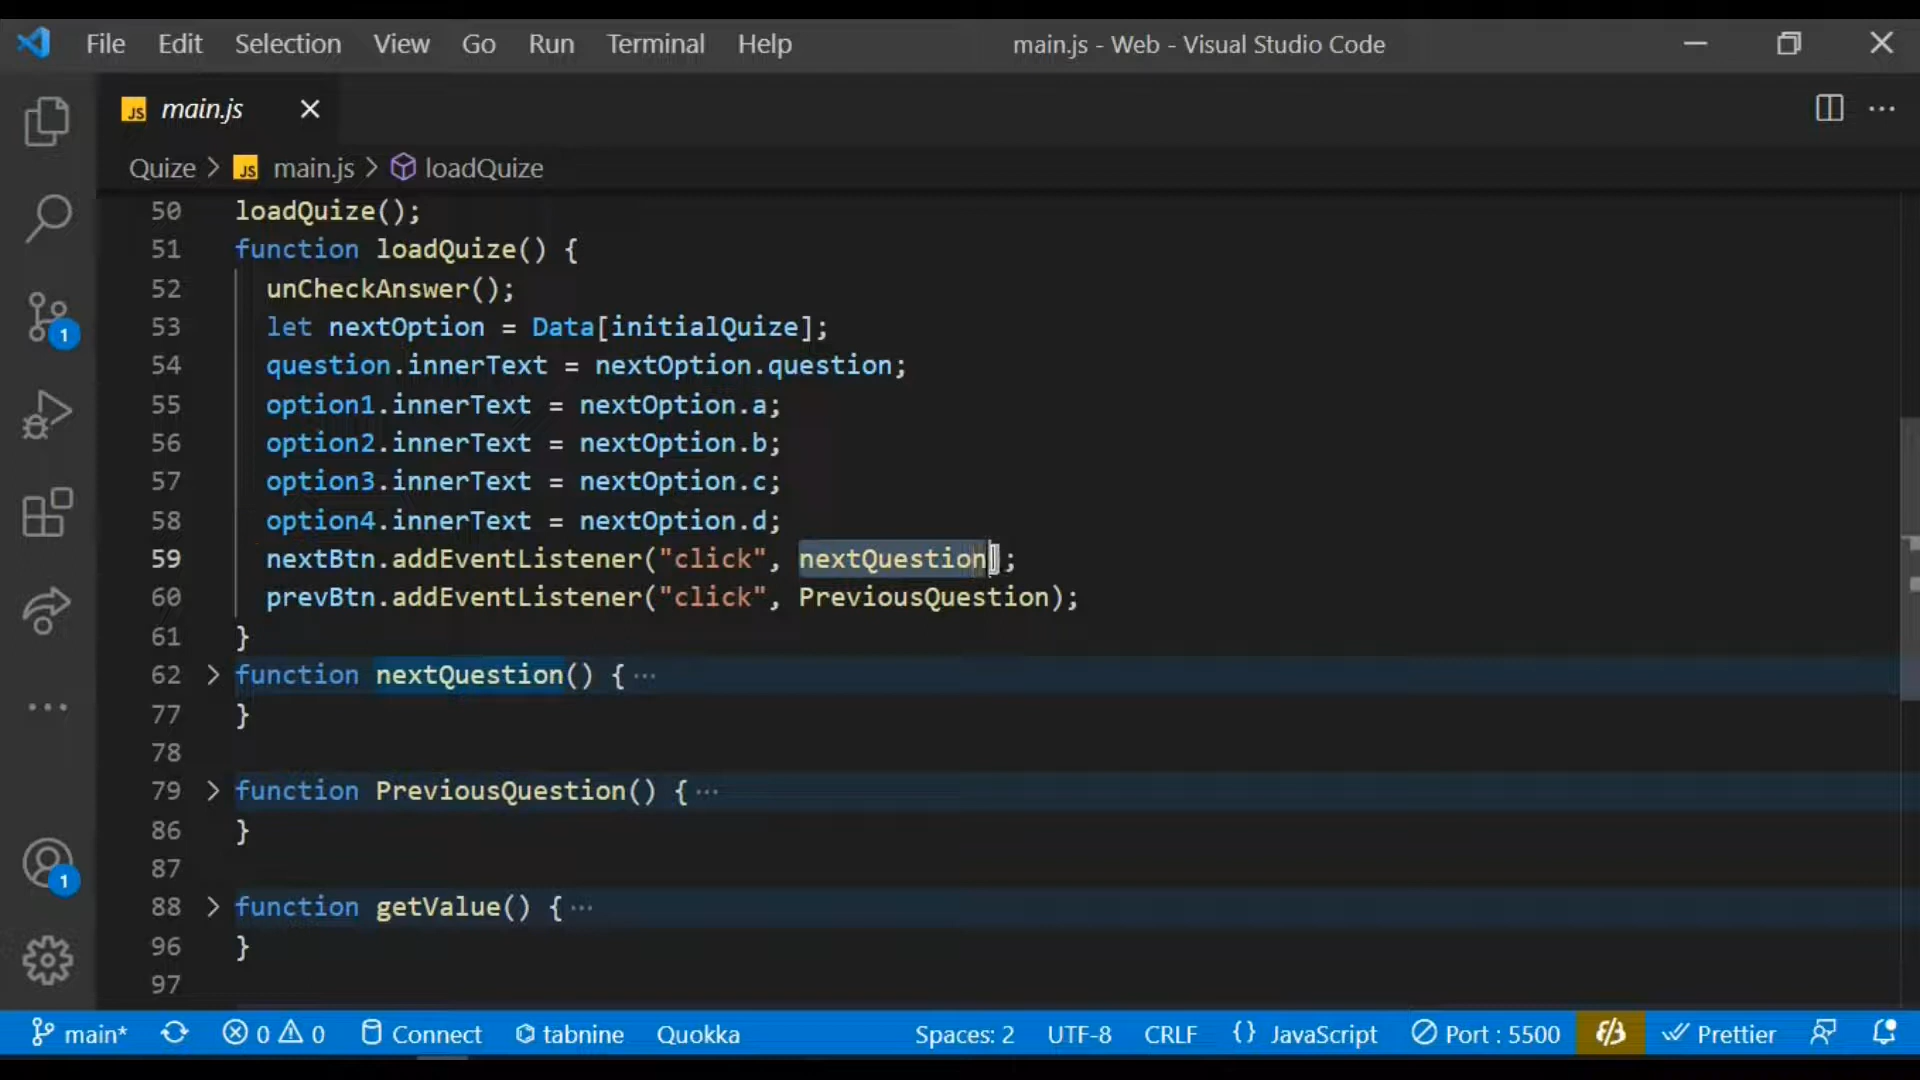 File Edit Selection View Go Run Terminal Help main.js - Web - Visual Studio Code
JS main.js
Quize > JS main.js > loadQuize
50 loadQuize();
51 function loadQuize() {
52 unCheckAnswer();
53 let nextOption = Data[initialQuize];
54 question.innerText = nextOption.question;
55 option1.innerText = nextOption.a;
56 option2.innerText = nextOption.b;
57 option3.innerText = nextOption.c;
58 option4.innerText = nextOption.d;
59 nextBtn.addEventListener("click", nextQuestion);
60 prevBtn.addEventListener("click", PreviousQuestion);
61 }
62 > function nextQuestion() { ···
77 }
78
79 > function PreviousQuestion() { ···
86 }
87
88 > function getValue() { ···
96 }
97
1
1
main* 0 0 Connect tabnine Quokka Spaces: 2 UTF-8 CRLF {} JavaScript Port : 5500 Prettier